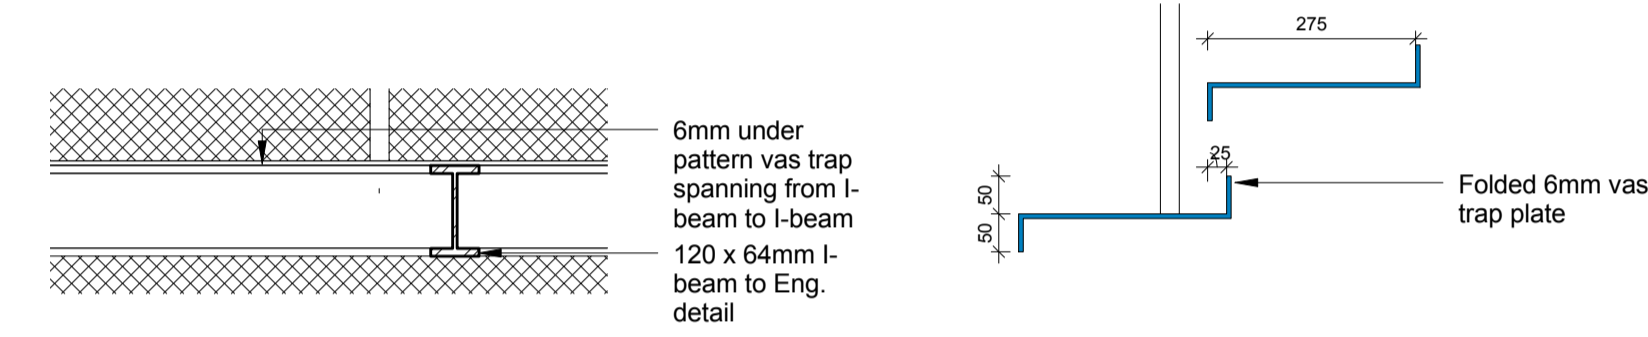 6mm under
pattern vas trap
spanning from I-
beam to I-beam
120 x 64mm I-
beam to Eng.
detail
275
25
50
50
Folded 6mm vas
trap plate